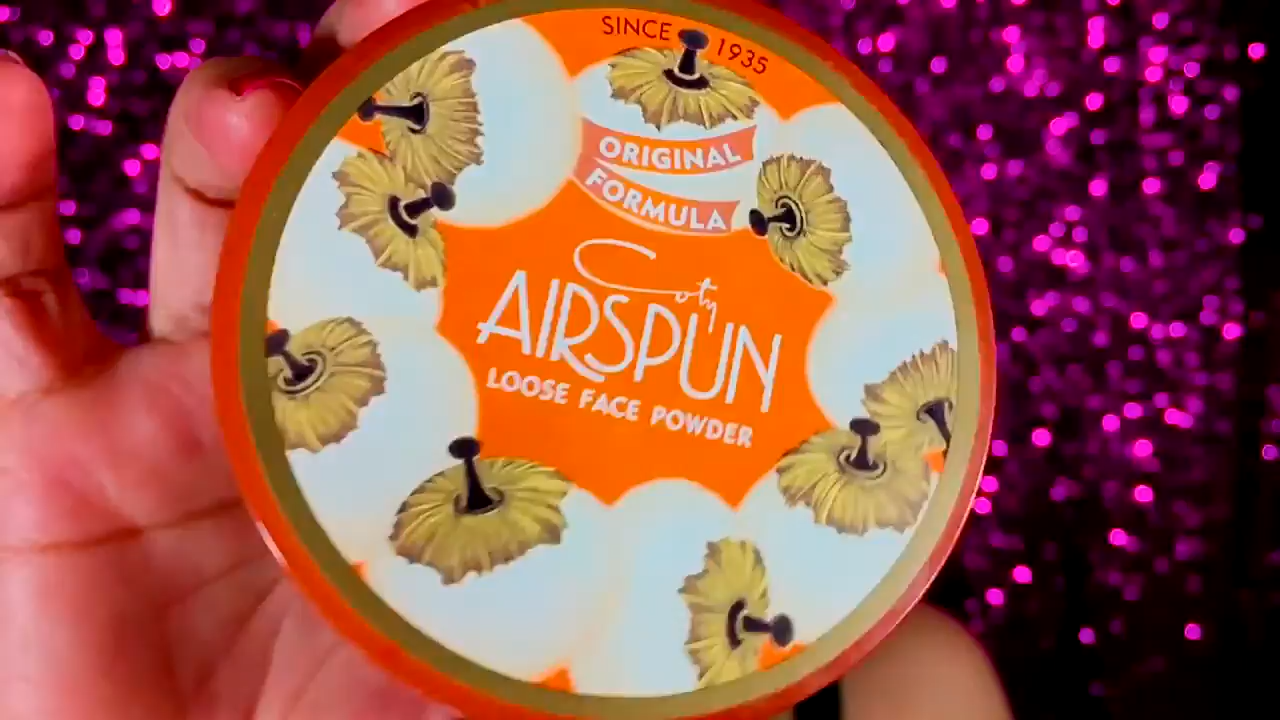 SINCE 1935
ORIGINAL
FORMULA
Coty
AIRSPUN
LOOSE FACE POWDER